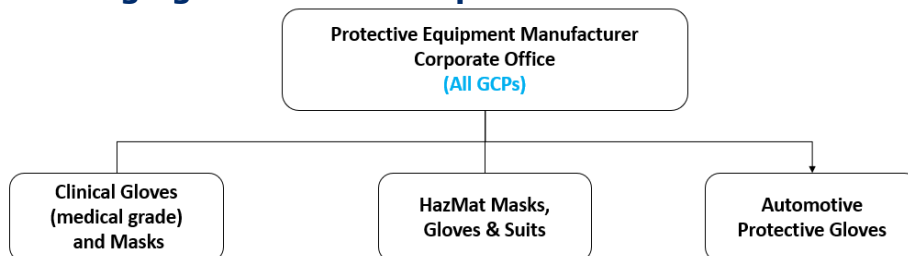 Protective Equipment Manufacturer
Corporate Office
(All GCPs)
Clinical Gloves
(medical grade)
and Masks
HazMat Masks,
Gloves & Suits
Automotive
Protective Gloves